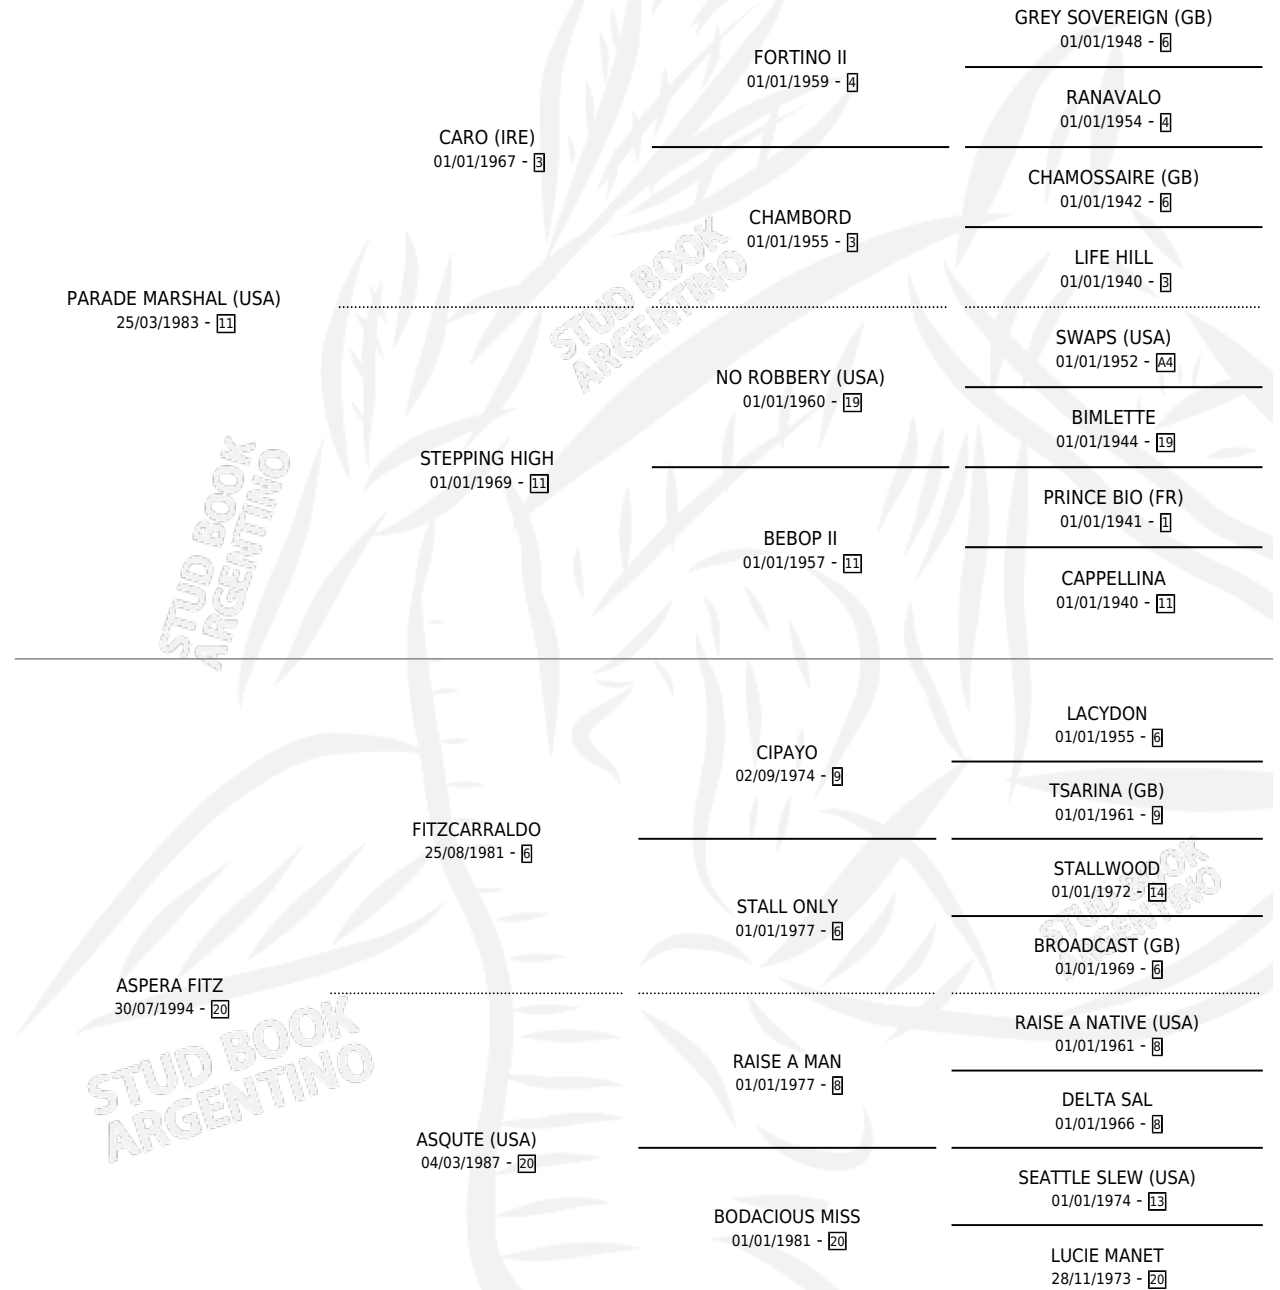 GREY SOVEREIGN (GB)
01/01/1948 - 6
FORTINO II
01/01/1959 - 4
RANAVALO
01/01/1954 - 4
CARO (IRE)
01/01/1967 - 3
CHAMOSSAIRE (GB)
01/01/1942 - 6
CHAMBORD
01/01/1955 - 3
LIFE HILL
01/01/1940 - 3
PARADE MARSHAL (USA)
25/03/1983 - 11
SWAPS (USA)
01/01/1952 - A4
NO ROBBERY (USA)
01/01/1960 - 19
BIMLETTE
01/01/1944 - 19
STEPPING HIGH
01/01/1969 - 11
PRINCE BIO (FR)
01/01/1941 - 1
BEBOP II
01/01/1957 - 11
CAPPELLINA
01/01/1940 - 11
LACYDON
01/01/1955 - 6
CIPAYO
02/09/1974 - 9
TSARINA (GB)
01/01/1961 - 9
FITZCARRALDO
25/08/1981 - 6
STALLWOOD
01/01/1972 - 14
STALL ONLY
01/01/1977 - 6
BROADCAST (GB)
01/01/1969 - 6
ASPERA FITZ
30/07/1994 - 20
RAISE A NATIVE (USA)
01/01/1961 - 8
RAISE A MAN
01/01/1977 - 8
DELTA SAL
01/01/1966 - 8
ASQUTE (USA)
04/03/1987 - 20
SEATTLE SLEW (USA)
01/01/1974 - 13
BODACIOUS MISS
01/01/1981 - 20
LUCIE MANET
28/11/1973 - 20
STUD BOOK
ARGENTINO
STUD BOOK
ARGENTINO
STUD BOOK
ARGENTINO
STUD BOOK
ARGENTINO